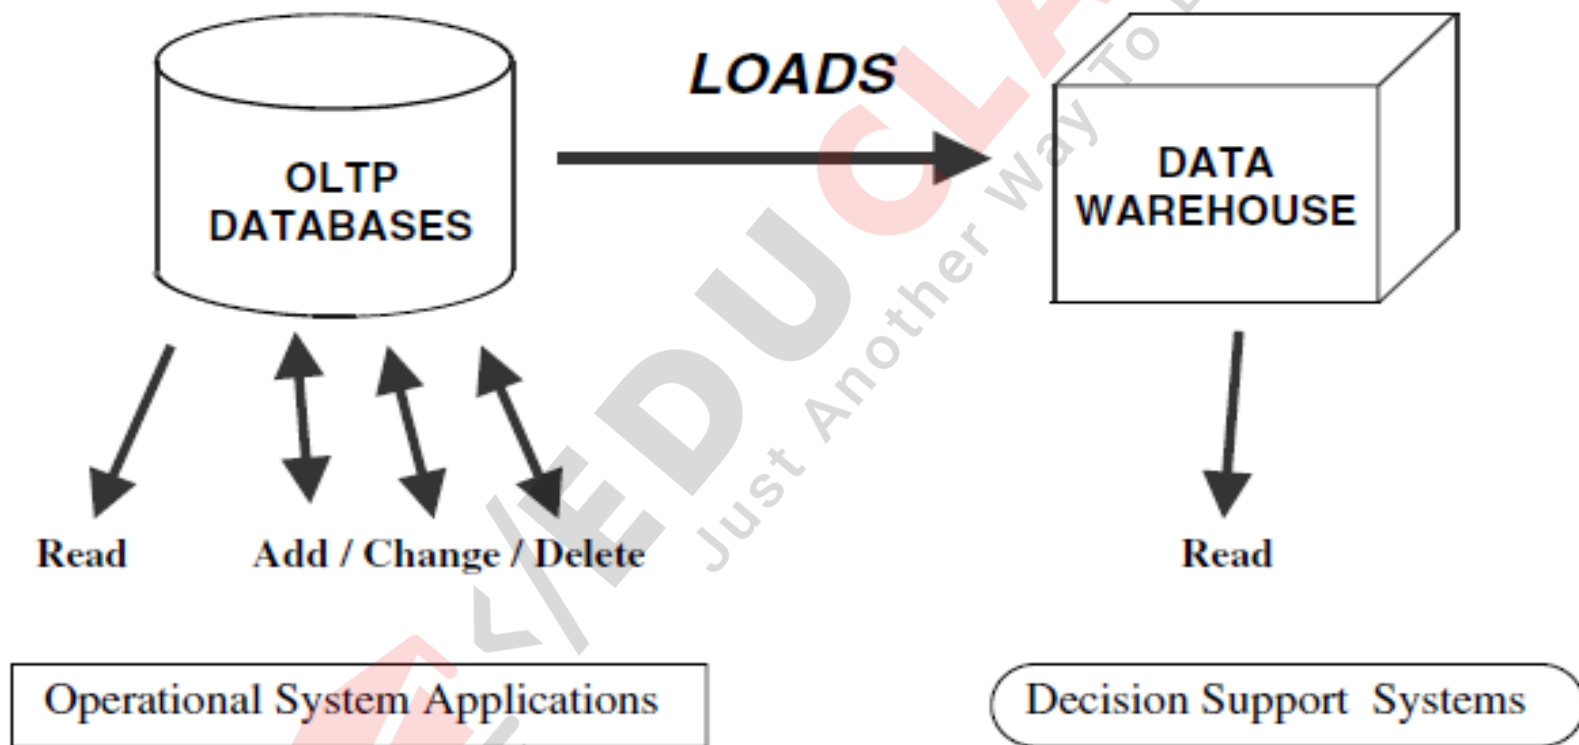 LOADS
OLTP
DATABASES
DATA
WAREHOUSE
Read
Add / Change / Delete
Read
Operational System Applications
Decision Support Systems
EDUCLA
Just Another Way To